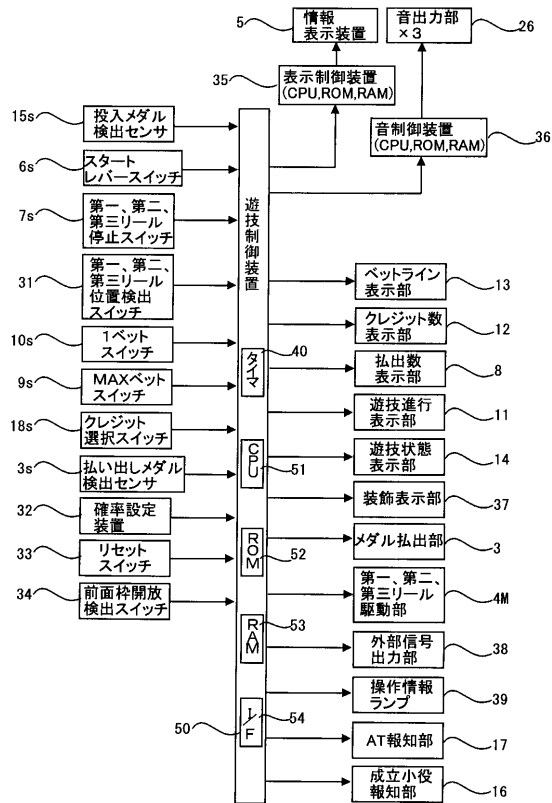 5
情報
表示装置
音出力部
×3
26
35
表示制御装置
(CPU,ROM,RAM)
音制御装置
(CPU,ROM,RAM)
36
15s
投入メダル
検出センサ
6s
スタート
レバースイッチ
7s
第一、第二、
第三リール
停止スイッチ
31
第一、第二、
第三リール
位置検出
スイッチ
10s
1ベット
スイッチ
9s
MAXベット
スイッチ
18s
クレジット
選択スイッチ
3s
払い出しメダル
検出センサ
32
確率設定
装置
33
リセット
スイッチ
34
前面枠開放
検出スイッチ
遊技制御装置
40
タイマ
CPU
51
ROM
52
RAM
53
I/F
54
50
ベットライン
表示部
13
クレジット数
表示部
12
払出数
表示部
8
遊技進行
表示部
11
遊技状態
表示部
14
装飾表示部
37
メダル払出部
3
第一、第二、
第三リール
駆動部
4M
外部信号
出力部
38
操作情報
ランプ
39
AT報知部
17
成立小役
報知部
16